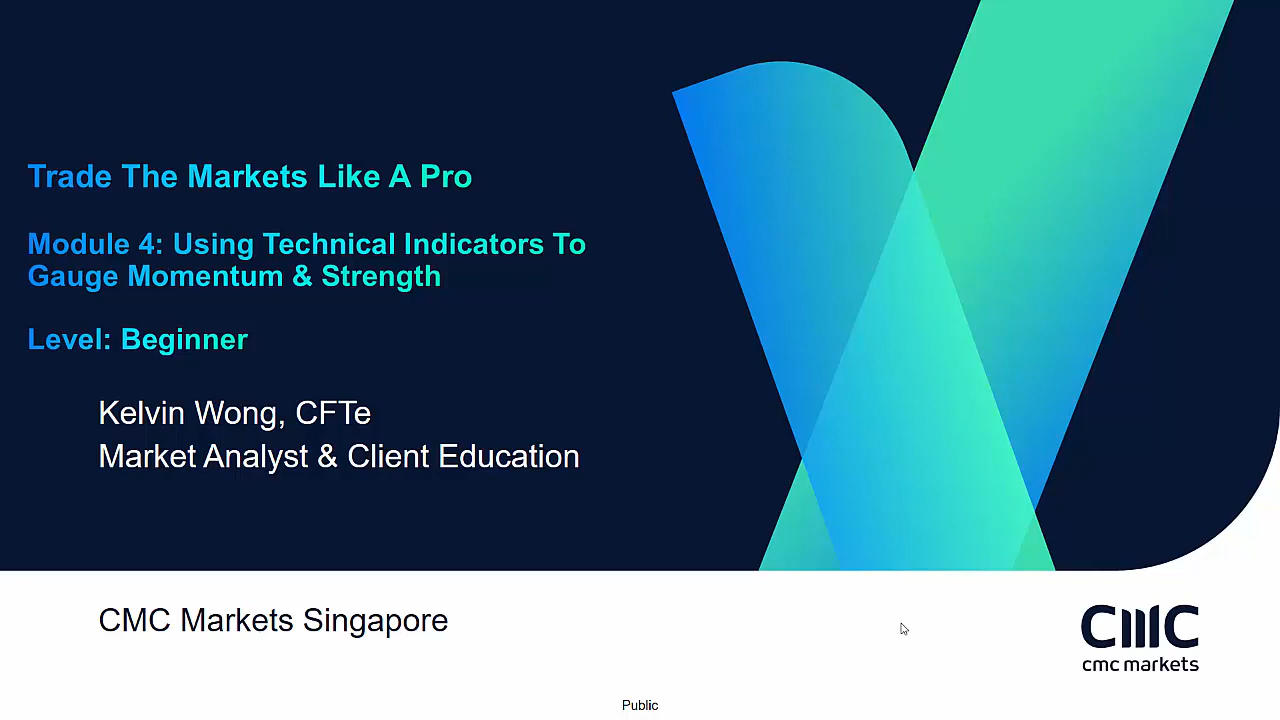 Trade The Markets Like A Pro
Module 4: Using Technical Indicators To
Gauge Momentum & Strength
Level: Beginner
Kelvin Wong, CFTe
Market Analyst & Client Education
CMC Markets Singapore
CMC
cmc markets
Public